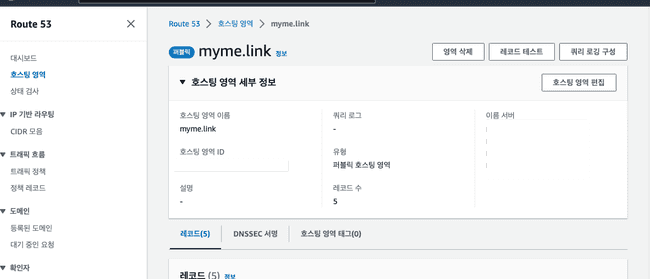 Route 53
대시보드
호스팅 영역
상태 검사
IP 기반 라우팅
CIDR 모음
트래픽 흐름
트래픽 정책
정책 레코드
도메인
등록된 도메인
대기 중인 요청
확인자
Route 53 > 호스팅 영역 > myme.link
퍼블릭 myme.link 정보
영역 삭제 레코드 테스트 쿼리 로깅 구성
호스팅 영역 세부 정보
호스팅 영역 편집
호스팅 영역 이름
myme.link
호스팅 영역 ID
설명
-
쿼리 로그
-
유형
퍼블릭 호스팅 영역
레코드 수
5
이름 서버
레코드(5) DNSSEC 서명 호스팅 영역 태그(0)
레코드 (5) 정보